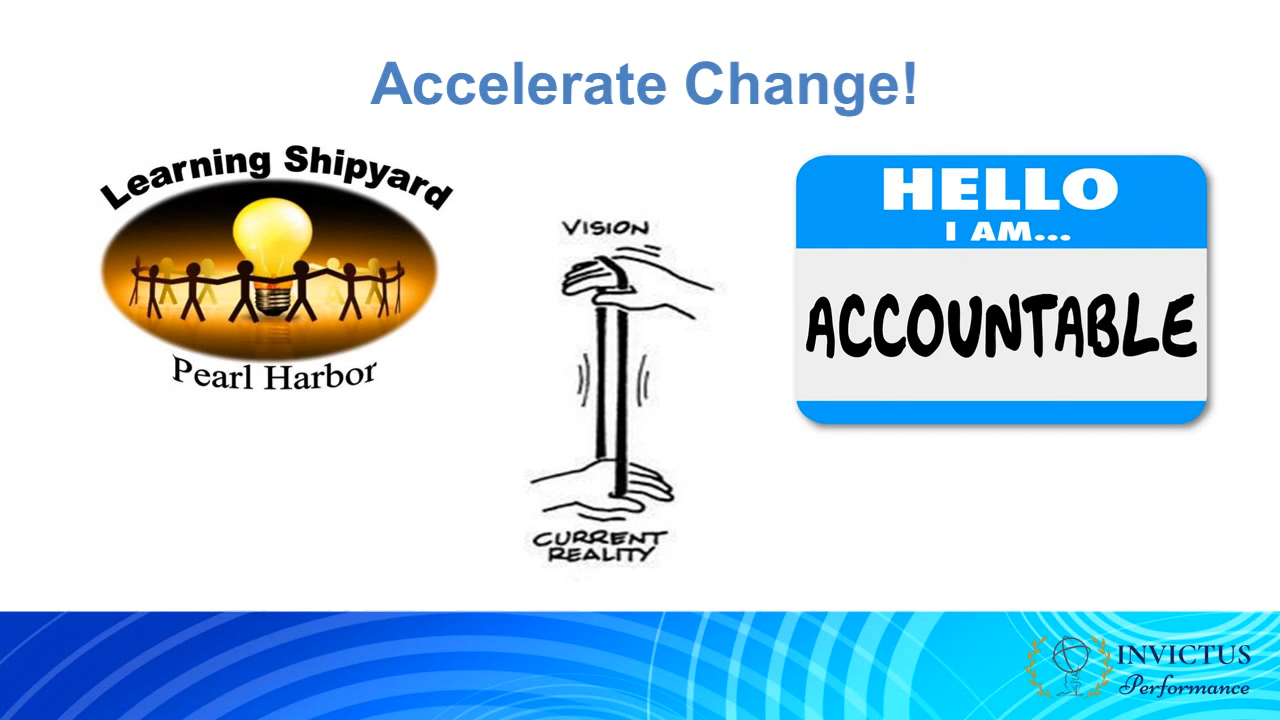 Accelerate Change!
Learning Shipyard
Pearl Harbor
VISION
CURRENT
REALITY
HELLO
I AM...
ACCOUNTABLE
INVICTUS
Performance